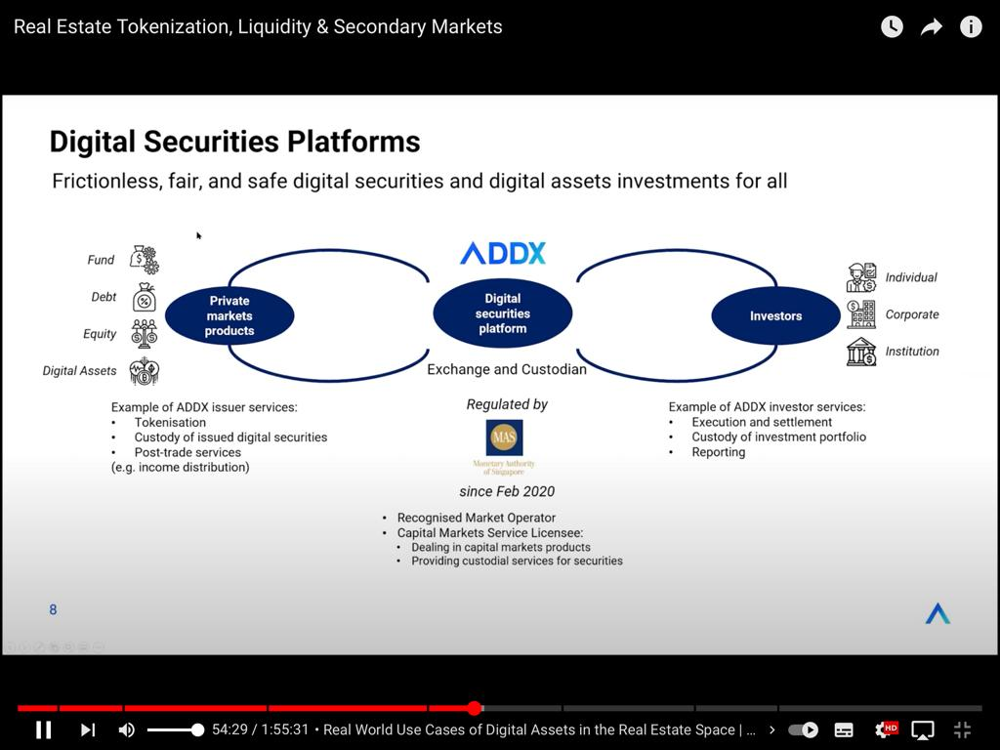 Real Estate Tokenization, Liquidity & Secondary Markets
Digital Securities Platforms
Frictionless, fair, and safe digital securities and digital assets investments for all
Fund
Debt
Equity
Digital Assets
Private
markets
products
ADDX
Digital
securities
platform
Exchange and Custodian
Investors
Individual
Corporate
Institution
Example of ADDX issuer services:
• Tokenisation
• Custody of issued digital securities
• Post-trade services
(e.g. income distribution)
Regulated by
MAS
Monetary Authority
of Singapore
since Feb 2020
• Recognised Market Operator
• Capital Markets Service Licensee:
• Dealing in capital markets products
• Providing custodial services for securities
Example of ADDX investor services:
• Execution and settlement
• Custody of investment portfolio
• Reporting
8
54:29 / 1:55:31 • Real World Use Cases of Digital Assets in the Real Estate Space | ...
HD